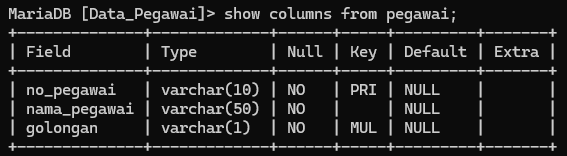 MariaDB [Data_Pegawai]> show columns from pegawai;
+--------------+-------------+------+-----+---------+-------+
| Field        | Type        | Null | Key | Default | Extra |
+--------------+-------------+------+-----+---------+-------+
| no_pegawai   | varchar(10) | NO   | PRI | NULL    |       |
| nama_pegawai | varchar(50) | NO   |     | NULL    |       |
| golongan     | varchar(1)  | NO   | MUL | NULL    |       |
+--------------+-------------+------+-----+---------+-------+